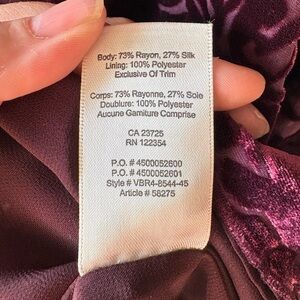 Body: 73% Rayon, 27% Silk
Lining: 100% Polyester
Exclusive Of Trim
Corps: 73% Rayonne, 27% Soie
Doublure: 100% Polyester
Aucune Garniture Comprise
CA 23725
RN 122354
P.O. # 4500052600
P.O. # 4500052601
Style # VBR4-8544-45
Article # 58275